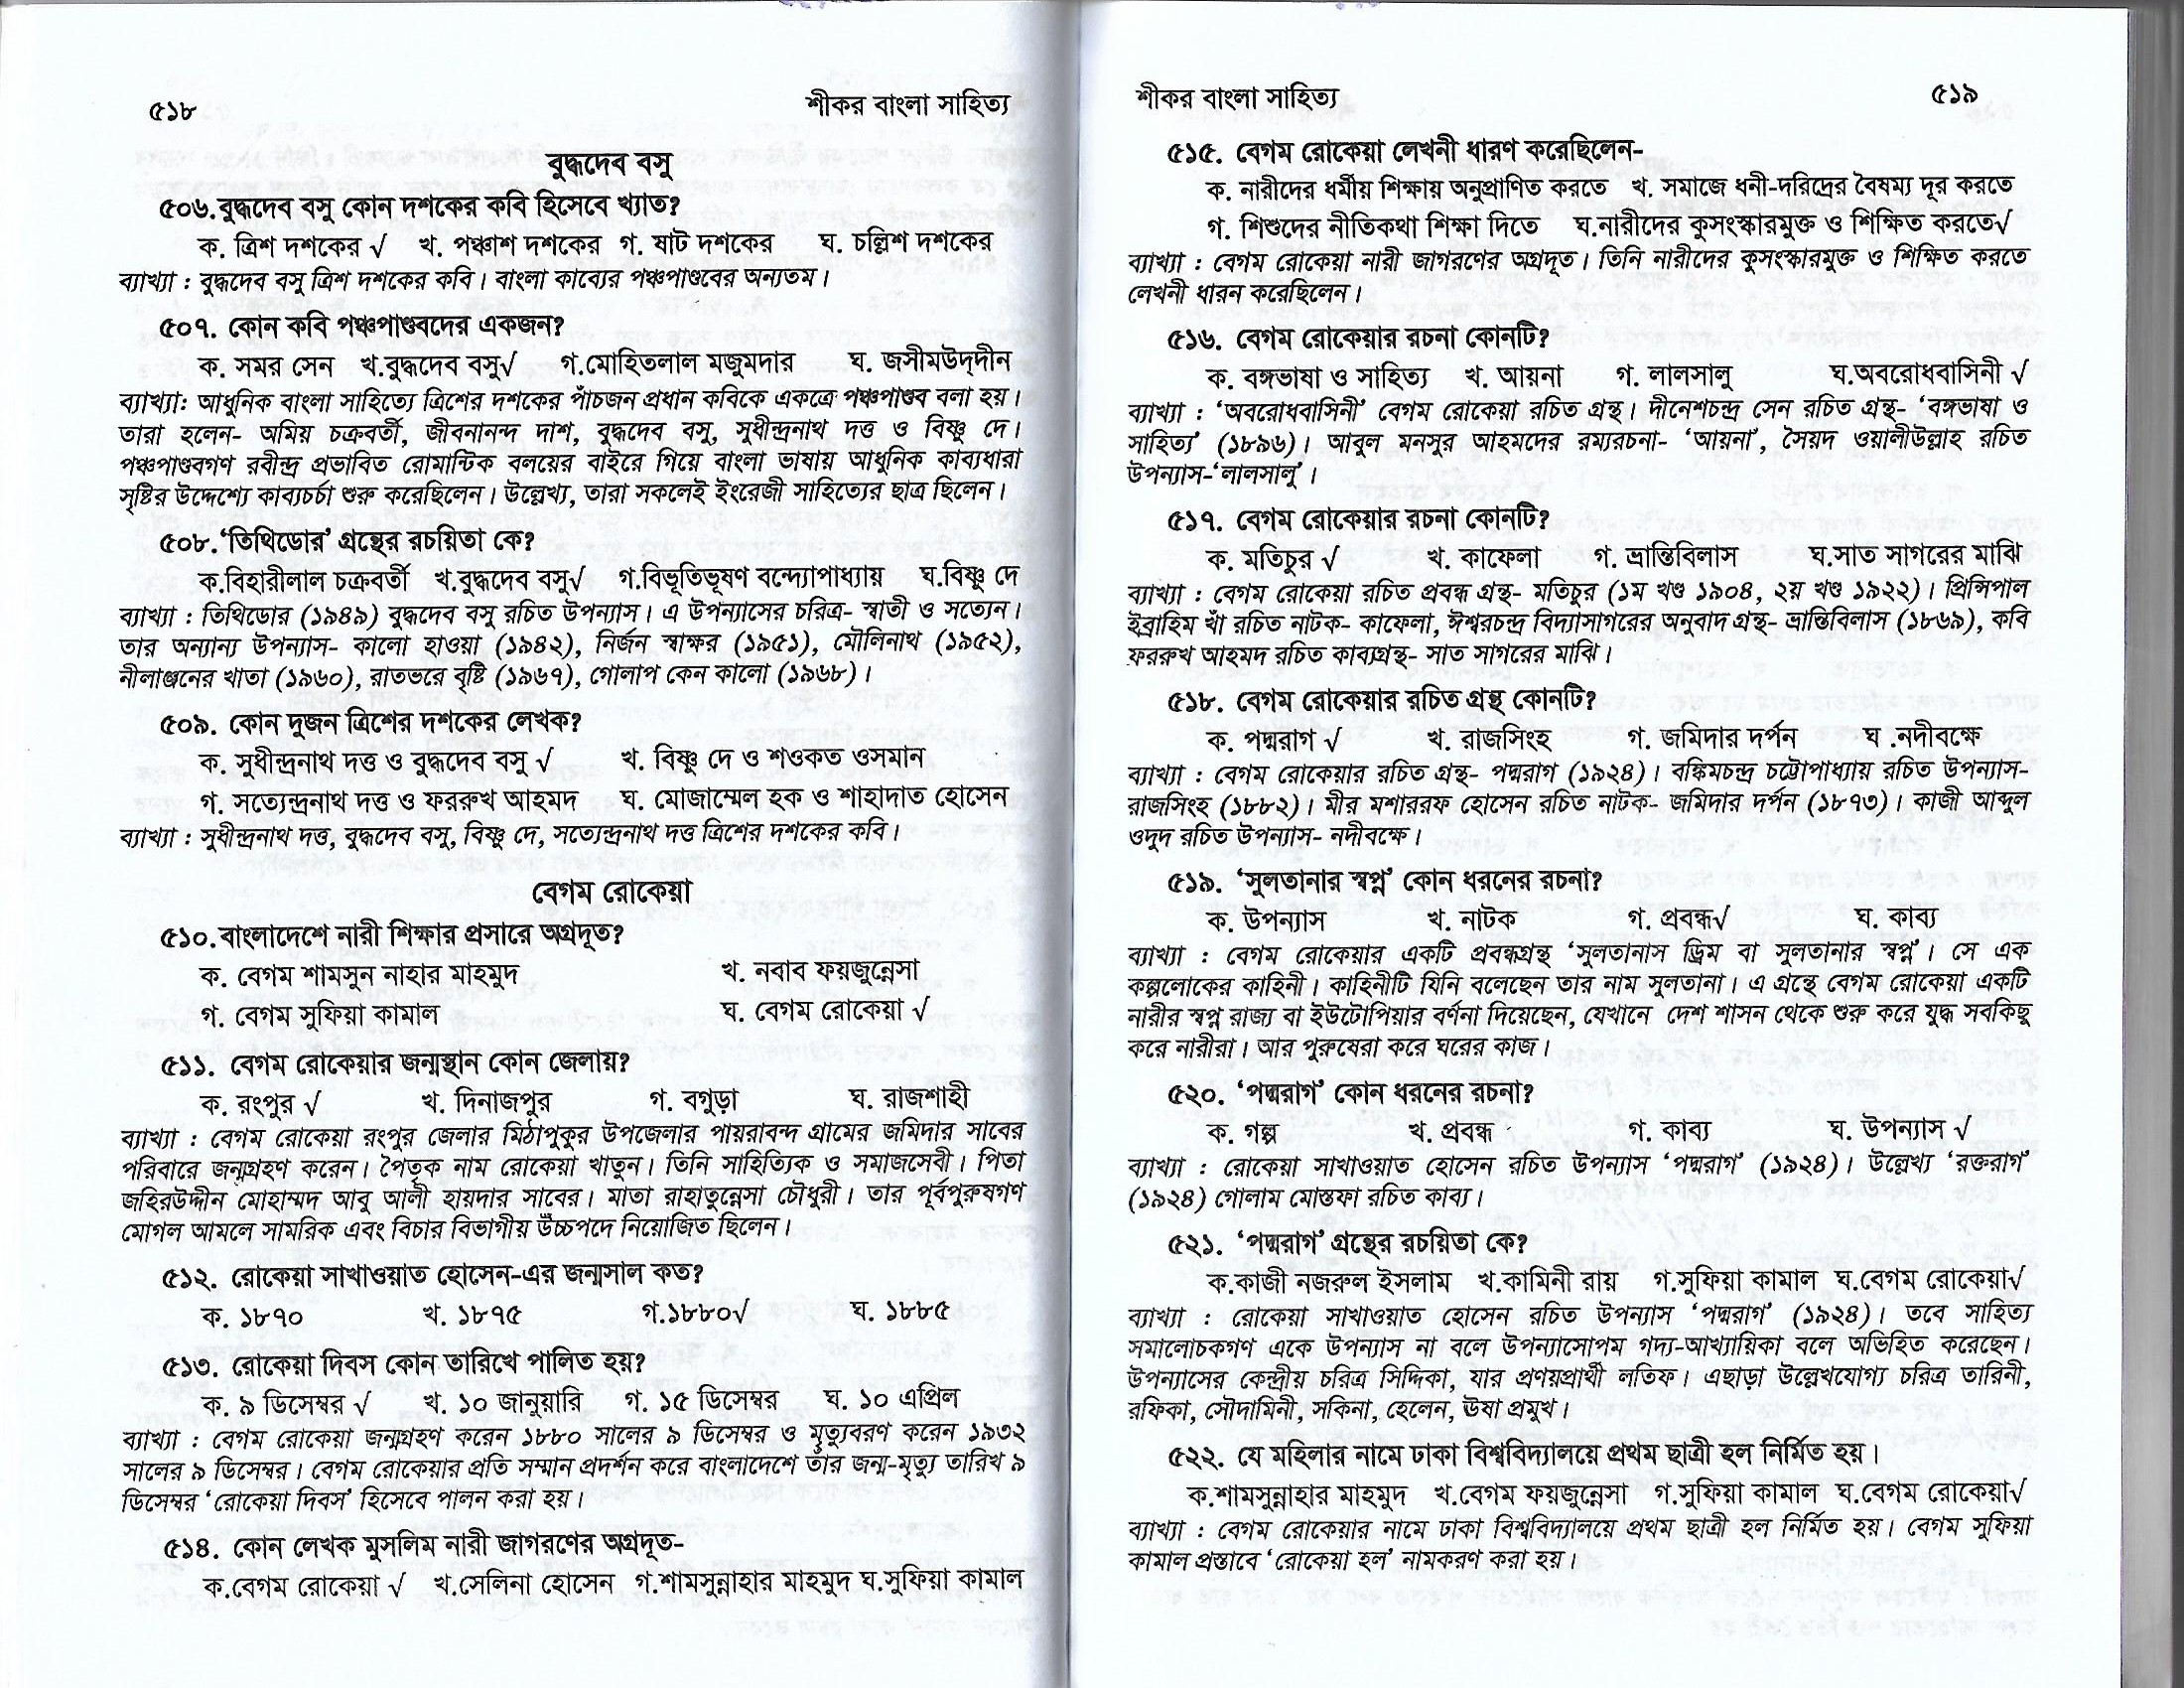 ৫১৮
শীকর বাংলা সাহিত্য
বুদ্ধদেব বসু
৫০৬.বুদ্ধদেব বসু কোন দশকের কবি হিসেবে খ্যাত?
ক. ত্রিশ দশকের √ খ. পঞ্চাশ দশকের গ. ষাট দশকের ঘ. চল্লিশ দশকের
ব্যাখ্যা : বুদ্ধদেব বসু ত্রিশ দশকের কবি। বাংলা কাব্যের পঞ্চপাণ্ডবের অন্যতম।
৫০৭. কোন কবি পঞ্চপাণ্ডবদের একজন?
ক. সমর সেন খ.বুদ্ধদেব বসু√ গ.মোহিতলাল মজুমদার ঘ. জসীমউদ্‌দীন
ব্যাখ্যা: আধুনিক বাংলা সাহিত্যে ত্রিশের দশকের পাঁচজন প্রধান কবিকে একত্রে পঞ্চপাণ্ডব বলা হয়।
তারা হলেন- অমিয় চক্রবর্তী, জীবনানন্দ দাশ, বুদ্ধদেব বসু, সুধীন্দ্রনাথ দত্ত ও বিষ্ণু দে।
পঞ্চপাণ্ডবগণ রবীন্দ্র প্রভাবিত রোমান্টিক বলয়ের বাইরে গিয়ে বাংলা ভাষায় আধুনিক কাব্যধারা
সৃষ্টির উদ্দেশ্যে কাব্যচর্চা শুরু করেছিলেন। উল্লেখ্য, তারা সকলেই ইংরেজী সাহিত্যের ছাত্র ছিলেন।
৫০৮.‘তিথিডোর’ গ্রন্থের রচয়িতা কে?
ক.বিহারীলাল চক্রবর্তী খ.বুদ্ধদেব বসু√ গ.বিভূতিভূষণ বন্দ্যোপাধ্যায় ঘ.বিষ্ণু দে
ব্যাখ্যা : তিথিডোর (১৯৪৯) বুদ্ধদেব বসু রচিত উপন্যাস। এ উপন্যাসের চরিত্র- স্বাতী ও সত্যেন।
তার অন্যান্য উপন্যাস- কালো হাওয়া (১৯৪২), নির্জন স্বাক্ষর (১৯৫১), মৌলিনাথ (১৯৫২),
নীলাঞ্জনের খাতা (১৯৬০), রাতভরে বৃষ্টি (১৯৬৭), গোলাপ কেন কালো (১৯৬৮)।
৫০৯. কোন দুজন ত্রিশের দশকের লেখক?
ক. সুধীন্দ্রনাথ দত্ত ও বুদ্ধদেব বসু √ খ. বিষ্ণু দে ও শওকত ওসমান
গ. সত্যেন্দ্রনাথ দত্ত ও ফররুখ আহমদ ঘ. মোজাম্মেল হক ও শাহাদাত হোসেন
ব্যাখ্যা : সুধীন্দ্রনাথ দত্ত, বুদ্ধদেব বসু, বিষ্ণু দে, সত্যেন্দ্রনাথ দত্ত ত্রিশের দশকের কবি।
বেগম রোকেয়া
৫১০.বাংলাদেশে নারী শিক্ষার প্রসারে অগ্রদূত?
ক. বেগম শামসুন নাহার মাহমুদ খ. নবাব ফয়জুন্নেসা
গ. বেগম সুফিয়া কামাল ঘ. বেগম রোকেয়া √
৫১১. বেগম রোকেয়ার জন্মস্থান কোন জেলায়?
ক. রংপুর √ খ. দিনাজপুর গ. বগুড়া ঘ. রাজশাহী
ব্যাখ্যা : বেগম রোকেয়া রংপুর জেলার মিঠাপুকুর উপজেলার পায়রাবন্দ গ্রামের জমিদার সাবের
পরিবারে জন্মগ্রহণ করেন। পৈতৃক নাম রোকেয়া খাতুন। তিনি সাহিত্যিক ও সমাজসেবী। পিতা
জহিরউদ্দীন মোহাম্মদ আবু আলী হায়দার সাবের। মাতা রাহাতুন্নেসা চৌধুরী। তার পূর্বপুরুষগণ
মোগল আমলে সামরিক এবং বিচার বিভাগীয় উচ্চপদে নিয়োজিত ছিলেন।
৫১২. রোকেয়া সাখাওয়াত হোসেন-এর জন্মসাল কত?
ক. ১৮৭০ খ. ১৮৭৫ গ.১৮৮০√ ঘ. ১৮৮৫
৫১৩. রোকেয়া দিবস কোন তারিখে পালিত হয়?
ক. ৯ ডিসেম্বর √ খ. ১০ জানুয়ারি গ. ১৫ ডিসেম্বর ঘ. ১০ এপ্রিল
ব্যাখ্যা : বেগম রোকেয়া জন্মগ্রহণ করেন ১৮৮০ সালের ৯ ডিসেম্বর ও মৃত্যুবরণ করেন ১৯৩২
সালের ৯ ডিসেম্বর। বেগম রোকেয়ার প্রতি সম্মান প্রদর্শন করে বাংলাদেশে তাঁর জন্ম-মৃত্যু তারিখ ৯
ডিসেম্বর ‘রোকেয়া দিবস’ হিসেবে পালন করা হয়।
৫১৪. কোন লেখক মুসলিম নারী জাগরণের অগ্রদূত-
ক.বেগম রোকেয়া √ খ.সেলিনা হোসেন গ.শামসুন্নাহার মাহমুদ ঘ.সুফিয়া কামাল
শীকর বাংলা সাহিত্য
৫১৯
৫১৫. বেগম রোকেয়া লেখনী ধারণ করেছিলেন-
ক. নারীদের ধর্মীয় শিক্ষায় অনুপ্রাণিত করতে খ. সমাজে ধনী-দরিদ্রের বৈষম্য দূর করতে
গ. শিশুদের নীতিকথা শিক্ষা দিতে ঘ.নারীদের কুসংস্কারমুক্ত ও শিক্ষিত করতে√
ব্যাখ্যা : বেগম রোকেয়া নারী জাগরণের অগ্রদূত। তিনি নারীদের কুসংস্কারমুক্ত ও শিক্ষিত করতে
লেখনী ধারন করেছিলেন।
৫১৬. বেগম রোকেয়ার রচনা কোনটি?
ক. বঙ্গভাষা ও সাহিত্য খ. আয়না গ. লালসালু ঘ.অবরোধবাসিনী √
ব্যাখ্যা : ‘অবরোধবাসিনী’ বেগম রোকেয়া রচিত গ্রন্থ। দীনেশচন্দ্র সেন রচিত গ্রন্থ- ‘বঙ্গভাষা ও
সাহিত্য’ (১৮৯৬)। আবুল মনসুর আহমদের রম্যরচনা- ‘আয়না’, সৈয়দ ওয়ালীউল্লাহ রচিত
উপন্যাস-‘লালসালু’।
৫১৭. বেগম রোকেয়ার রচনা কোনটি?
ক. মতিচুর √ খ. কাফেলা গ. ভ্রান্তিবিলাস ঘ.সাত সাগরের মাঝি
ব্যাখ্যা : বেগম রোকেয়া রচিত প্রবন্ধ গ্রন্থ- মতিচুর (১ম খণ্ড ১৯০৪, ২য় খণ্ড ১৯২২)। প্রিন্সিপাল
ইব্রাহিম খাঁ রচিত নাটক- কাফেলা, ঈশ্বরচন্দ্র বিদ্যাসাগরের অনুবাদ গ্রন্থ- ভ্রান্তিবিলাস (১৮৬৯), কবি
ফররুখ আহমদ রচিত কাব্যগ্রন্থ- সাত সাগরের মাঝি।
৫১৮. বেগম রোকেয়ার রচিত গ্রন্থ কোনটি?
ক. পদ্মরাগ √ খ. রাজসিংহ গ. জমিদার দর্পন ঘ .নদীবক্ষে
ব্যাখ্যা : বেগম রোকেয়ার রচিত গ্রন্থ- পদ্মরাগ (১৯২৪)। বঙ্কিমচন্দ্র চট্টোপাধ্যায় রচিত উপন্যাস-
রাজসিংহ (১৮৮২)। মীর মশাররফ হোসেন রচিত নাটক- জমিদার দর্পন (১৮৭৩)। কাজী আব্দুল
ওদুদ রচিত উপন্যাস- নদীবক্ষে।
৫১৯. ‘সুলতানার স্বপ্ন’ কোন ধরনের রচনা?
ক. উপন্যাস খ. নাটক গ. প্রবন্ধ√ ঘ. কাব্য
ব্যাখ্যা : বেগম রোকেয়ার একটি প্রবন্ধগ্রন্থ ‘সুলতানাস ড্রিম বা সুলতানার স্বপ্ন’। সে এক
কল্পলোকের কাহিনী। কাহিনীটি যিনি বলেছেন তার নাম সুলতানা। এ গ্রন্থে বেগম রোকেয়া একটি
নারীর স্বপ্ন রাজ্য বা ইউটোপিয়ার বর্ণনা দিয়েছেন, যেখানে দেশ শাসন থেকে শুরু করে যুদ্ধ সবকিছু
করে নারীরা। আর পুরুষেরা করে ঘরের কাজ।
৫২০. ‘পদ্মরাগ’ কোন ধরনের রচনা?
ক. গল্প খ. প্রবন্ধ গ. কাব্য ঘ. উপন্যাস √
ব্যাখ্যা : রোকেয়া সাখাওয়াত হোসেন রচিত উপন্যাস ‘পদ্মরাগ’ (১৯২৪)। উল্লেখ্য ‘রক্তরাগ’
(১৯২৪) গোলাম মোস্তফা রচিত কাব্য।
৫২১. ‘পদ্মরাগ’ গ্রন্থের রচয়িতা কে?
ক.কাজী নজরুল ইসলাম খ.কামিনী রায় গ.সুফিয়া কামাল ঘ.বেগম রোকেয়া√
ব্যাখ্যা : রোকেয়া সাখাওয়াত হোসেন রচিত উপন্যাস ‘পদ্মরাগ’ (১৯২৪)। তবে সাহিত্য
সমালোচকগণ একে উপন্যাস না বলে উপন্যাসোপম গদ্য-আখ্যায়িকা বলে অভিহিত করেছেন।
উপন্যাসের কেন্দ্রীয় চরিত্র সিদ্দিকা, যার প্রণয়প্রার্থী লতিফ। এছাড়া উল্লেখযোগ্য চরিত্র তারিনী,
রফিকা, সৌদামিনী, সকিনা, হেলেন, ঊষা প্রমুখ।
৫২২. যে মহিলার নামে ঢাকা বিশ্ববিদ্যালয়ে প্রথম ছাত্রী হল নির্মিত হয়।
ক.শামসুন্নাহার মাহমুদ খ.বেগম ফয়জুন্নেসা গ.সুফিয়া কামাল ঘ.বেগম রোকেয়া√
ব্যাখ্যা : বেগম রোকেয়ার নামে ঢাকা বিশ্ববিদ্যালয়ে প্রথম ছাত্রী হল নির্মিত হয়। বেগম সুফিয়া
কামাল প্রস্তাবে ‘রোকেয়া হল’ নামকরণ করা হয়।